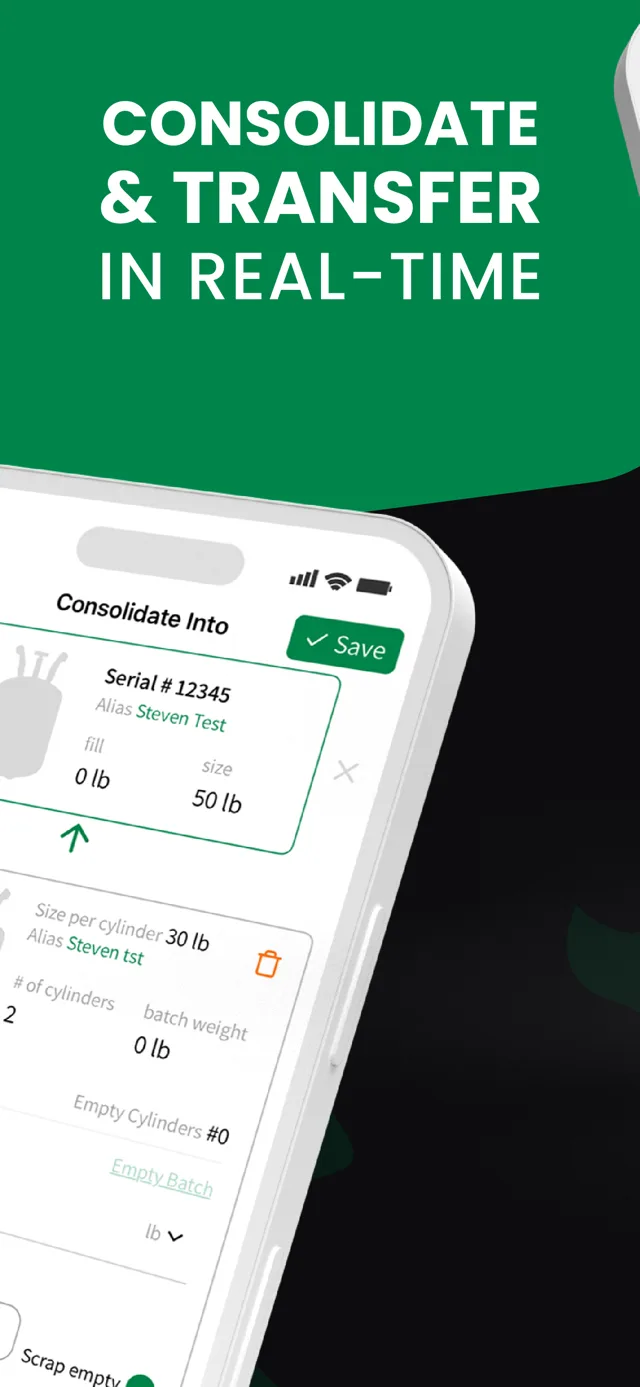 CONSOLIDATE
& TRANSFER
IN REAL-TIME
Consolidate Into
Save
Serial # 12345
Alias Steven Test
fill
size
0 lb
50 lb
Size per cylinder 30 lb
Alias Steven tst
# of cylinders
batch weight
2
0 lb
Empty Cylinders #0
Empty Batch
lb
Scrap empty